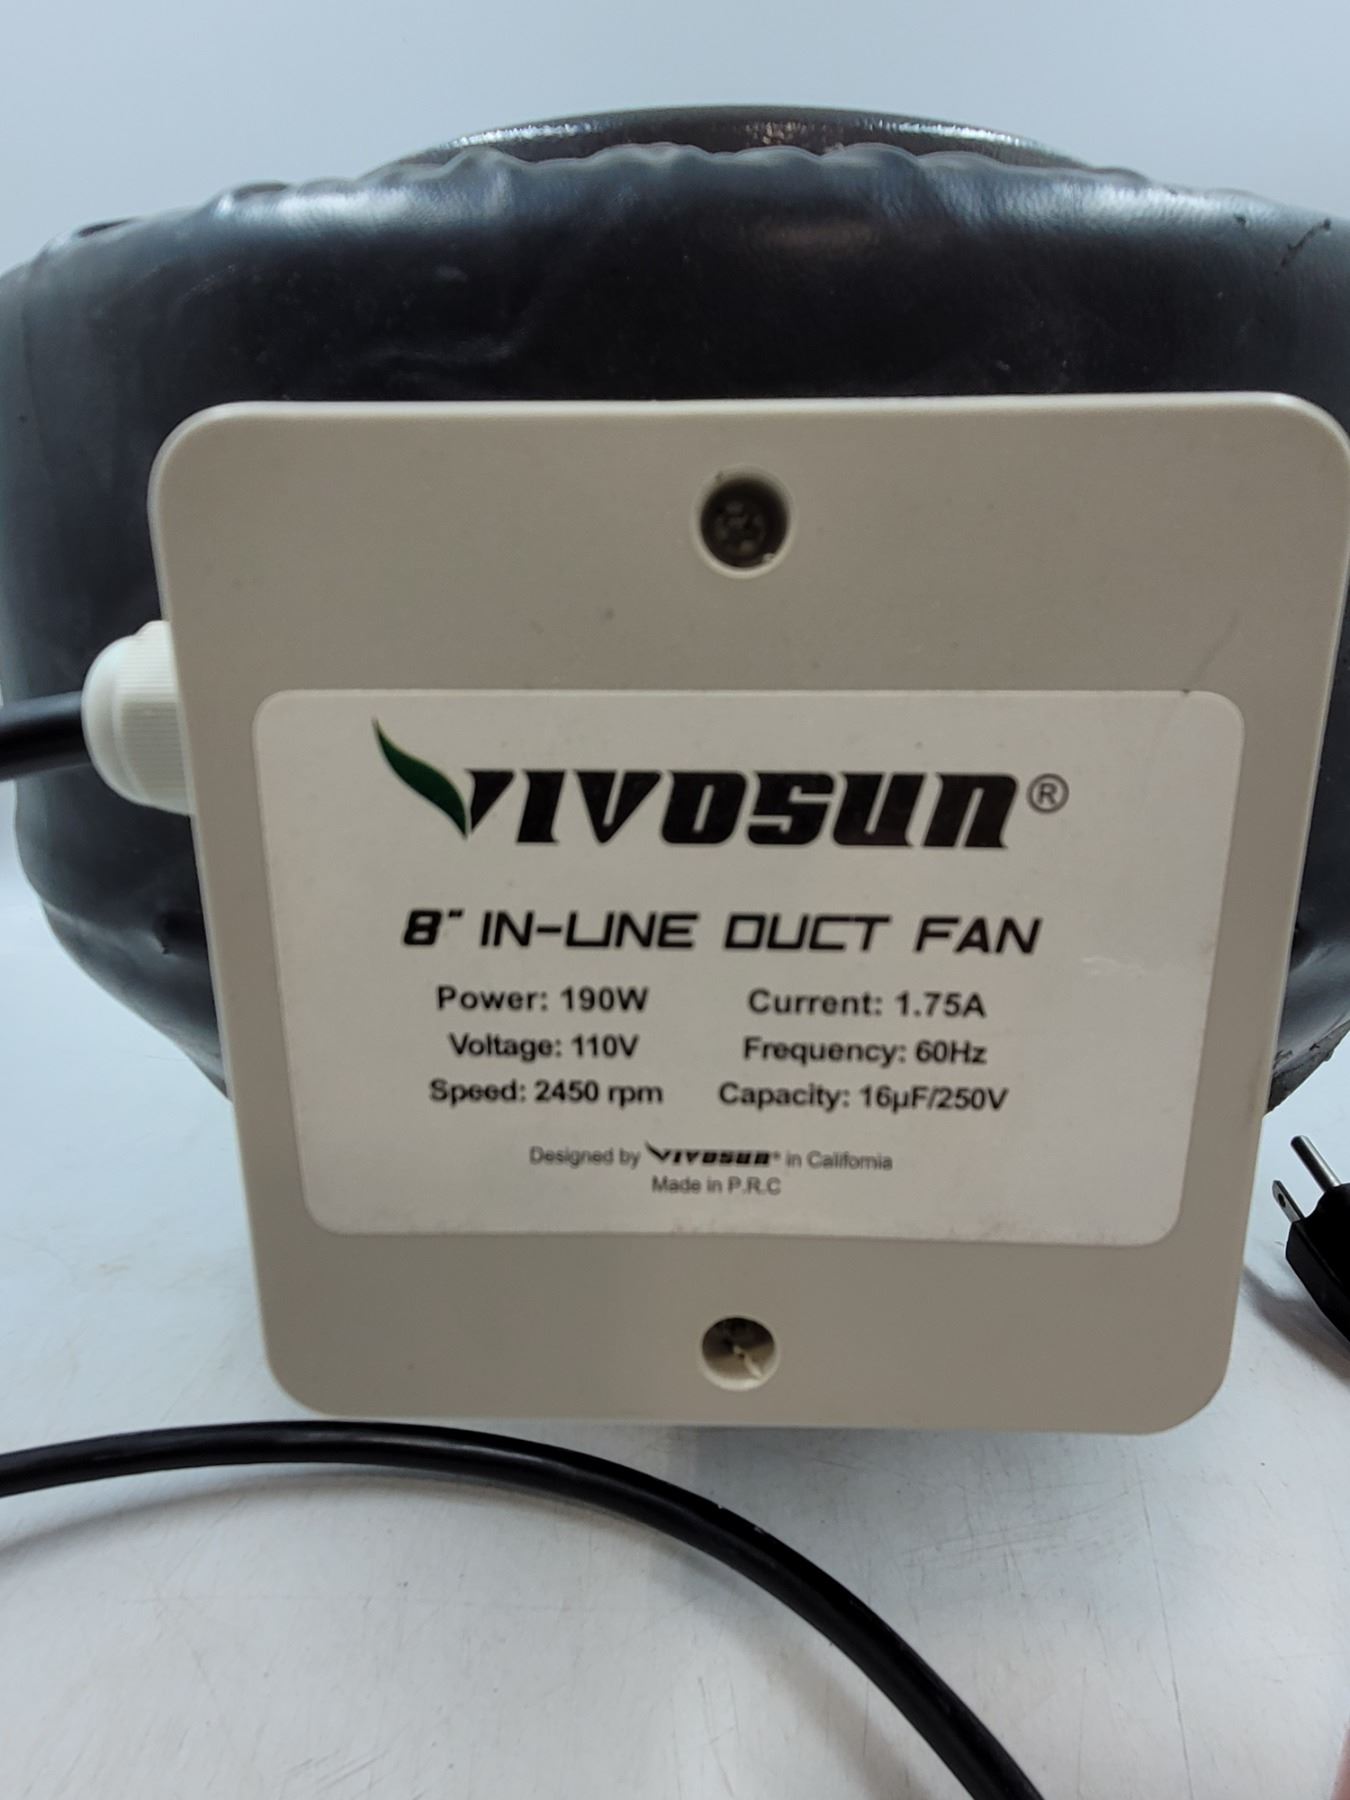 VIVOSUN®
8" IN-LINE DUCT FAN
Power: 190W Current: 1.75A
Voltage: 110V Frequency: 60Hz
Speed: 2450 rpm Capacity: 16µF/250V
Designed by VIVOSUN® in California
Made in P.R.C